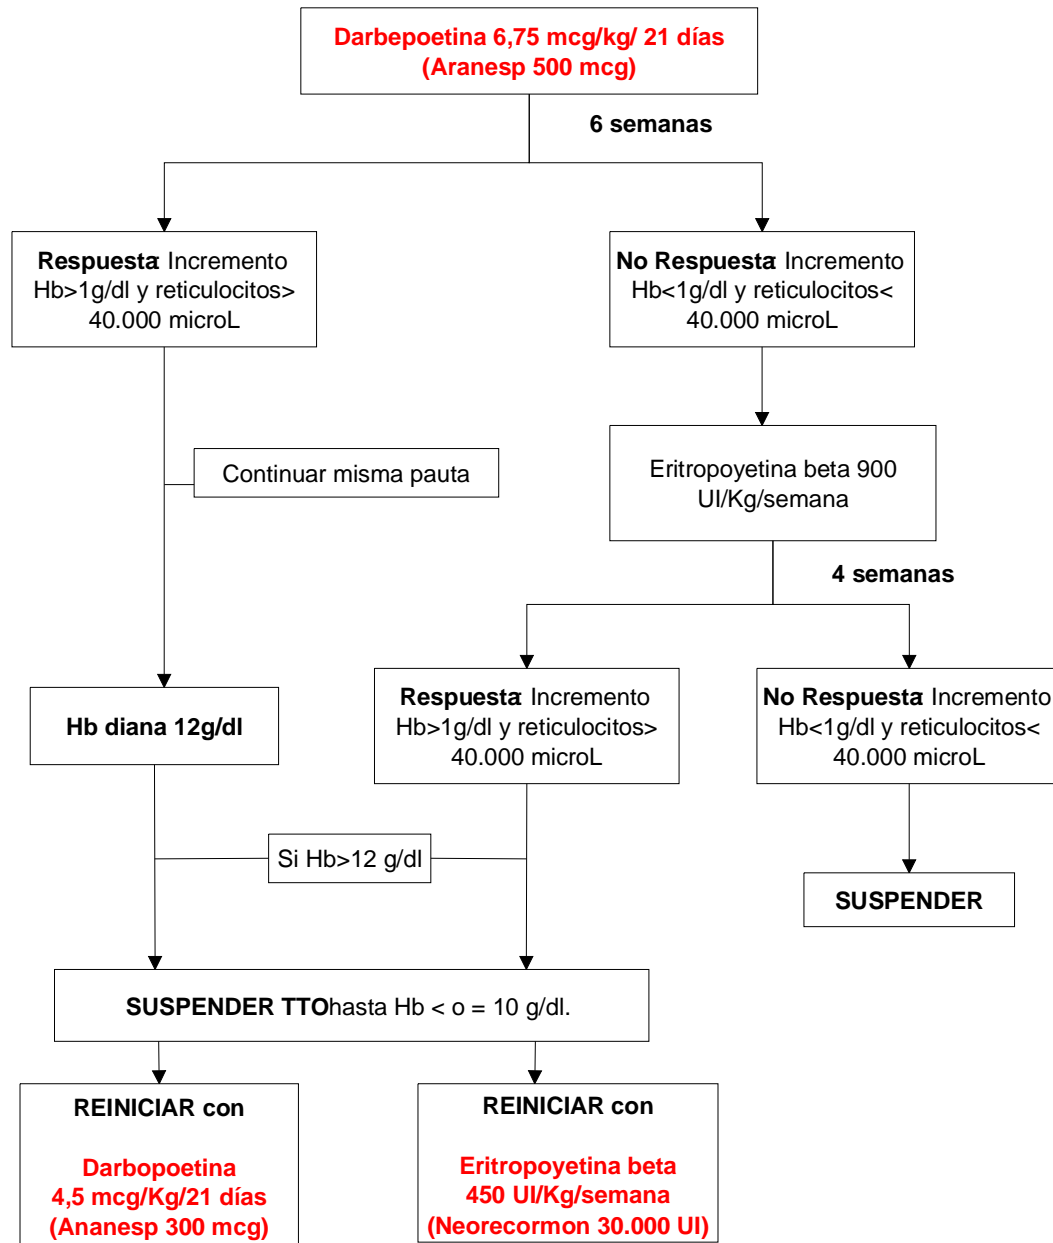 Darbepoetina 6,75 mcg/kg/ 21 días
(Aranesp 500 mcg)
6 semanas
Respuesta: Incremento
Hb>1g/dl y reticulocitos>
40.000 microL
No Respuesta: Incremento
Hb<1g/dl y reticulocitos<
40.000 microL
Continuar misma pauta
Eritropoyetina beta 900
UI/Kg/semana
4 semanas
Hb diana 12g/dl
Respuesta: Incremento
Hb>1g/dl y reticulocitos>
40.000 microL
No Respuesta: Incremento
Hb<1g/dl y reticulocitos<
40.000 microL
Si Hb>12 g/dl
SUSPENDER
SUSPENDER TTO hasta Hb < o = 10 g/dl.
REINICIAR con
Darbopoetina
4,5 mcg/Kg/21 días
(Ananesp 300 mcg)
REINICIAR con
Eritropoyetina beta
450 UI/Kg/semana
(Neorecormon 30.000 UI)